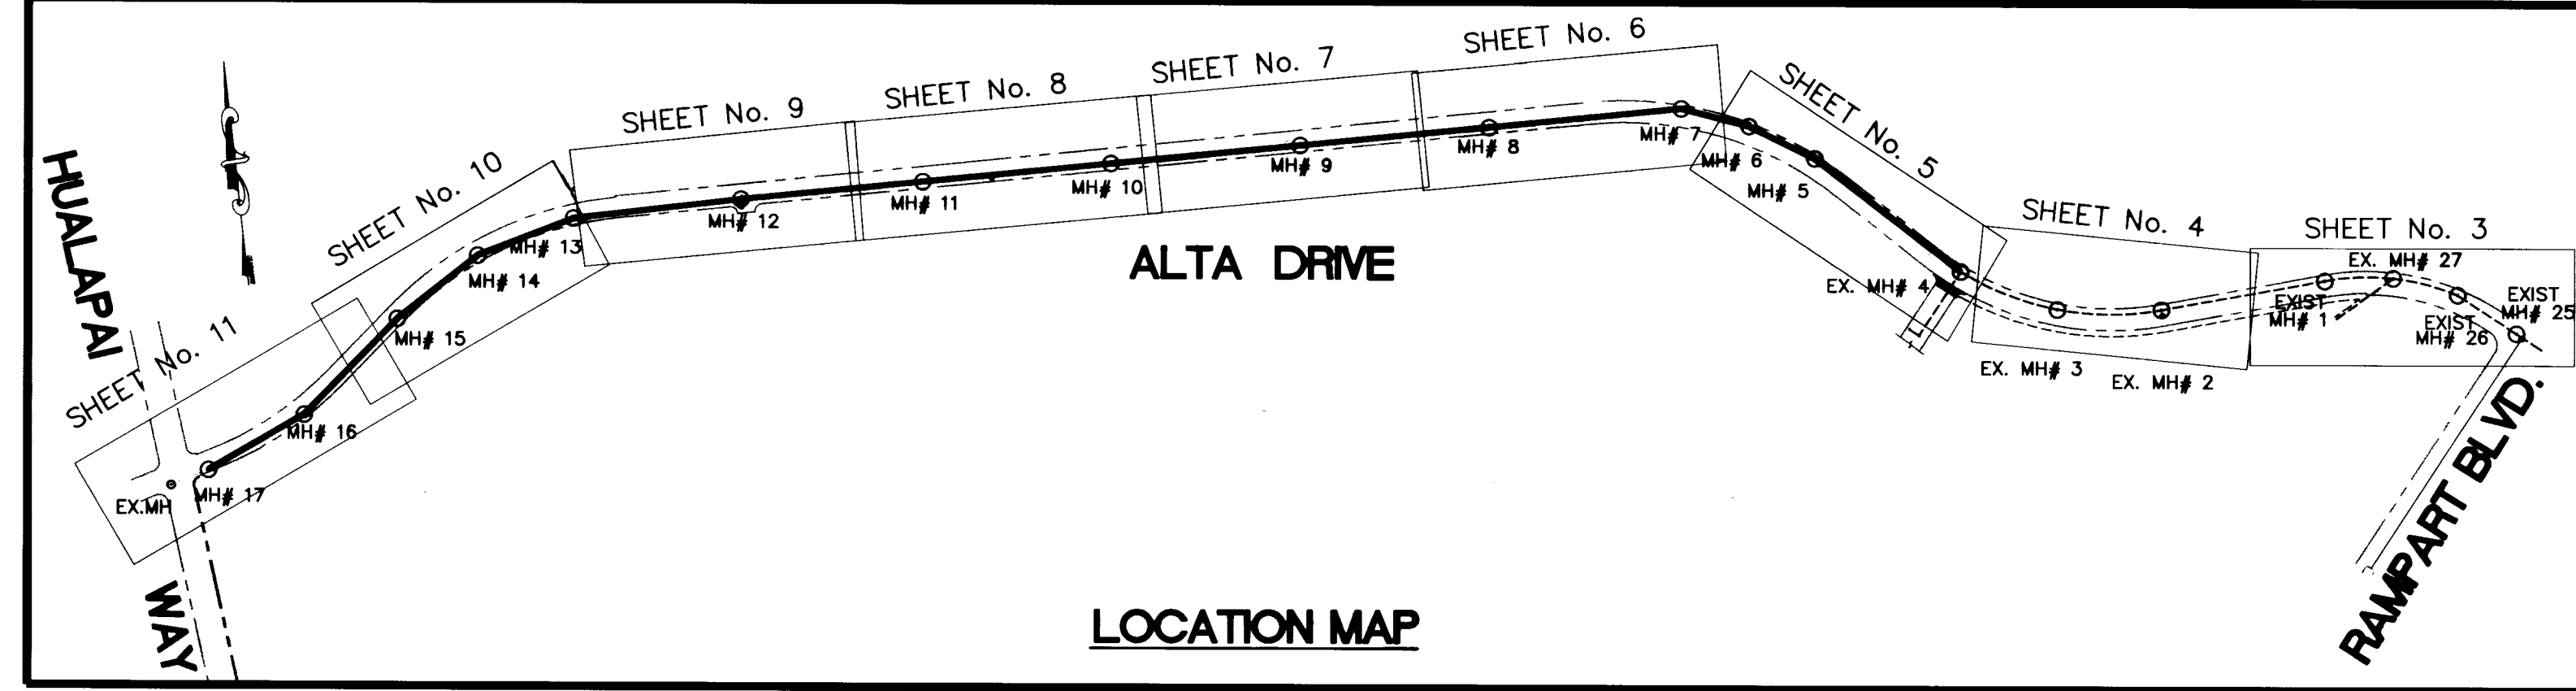 SHEET No. 11
SHEET No. 10
SHEET No. 9
SHEET No. 8
SHEET No. 7
SHEET No. 6
SHEET No. 5
SHEET No. 4
SHEET No. 3
HUALAPAI
WAY
EX.MH
MH# 17
MH# 16
MH# 15
MH# 14
MH# 13
MH# 12
MH# 11
MH# 10
MH# 9
MH# 8
MH# 7
MH# 6
MH# 5
EX. MH# 4
EX. MH# 3
EX. MH# 2
EXIST
MH# 1
EX. MH# 27
EXIST
MH# 26
EXIST
MH# 25
ALTA DRIVE
RAMPART BLVD.
LOCATION MAP